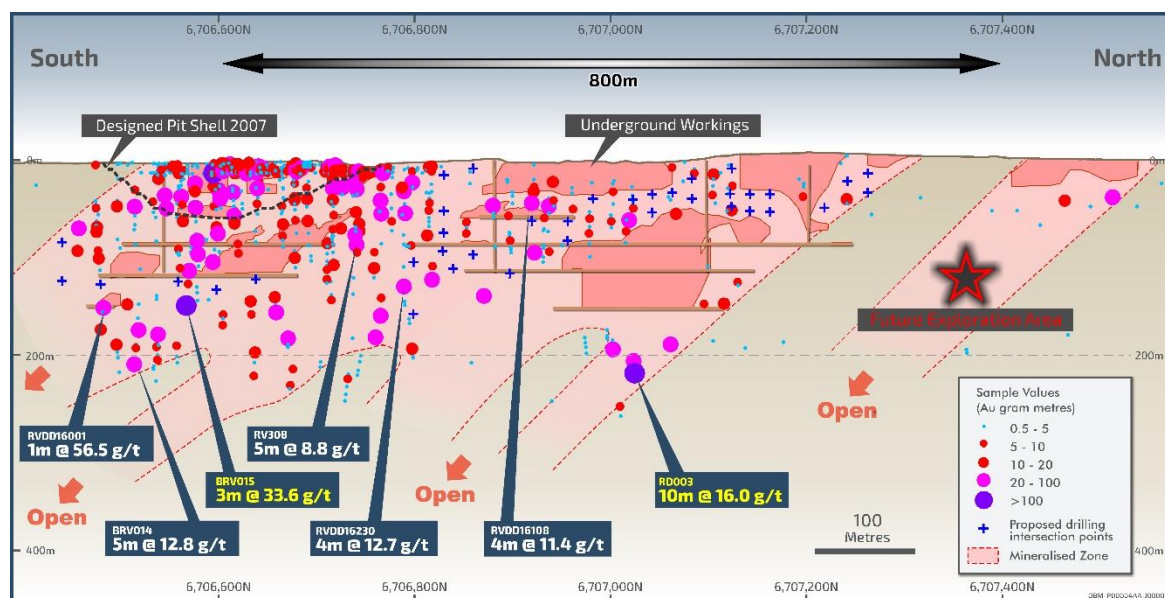 6,706,600N
6,706,800N
6,707,000N
6,707,200N
6,707,400N
South
North
800m
Designed Pit Shell 2007
Underground Workings
0m
0m
Future Exploration Area
200m
200m
Open
RVDD16001
1m @ 56.5 g/t
RV308
5m @ 8.8 g/t
BRV015
3m @ 33.6 g/t
RD003
10m @ 16.0 g/t
Open
Open
BRV014
5m @ 12.8 g/t
RVDD16230
4m @ 12.7 g/t
RVDD16108
4m @ 11.4 g/t
100
Metres
Sample Values
(Au gram metres)
0.5 - 5
5 - 10
10 - 20
20 - 100
>100
Proposed drilling
intersection points
Mineralised Zone
400m
400m
6,706,600N
6,706,800N
6,707,000N
6,707,200N
6,707,400N